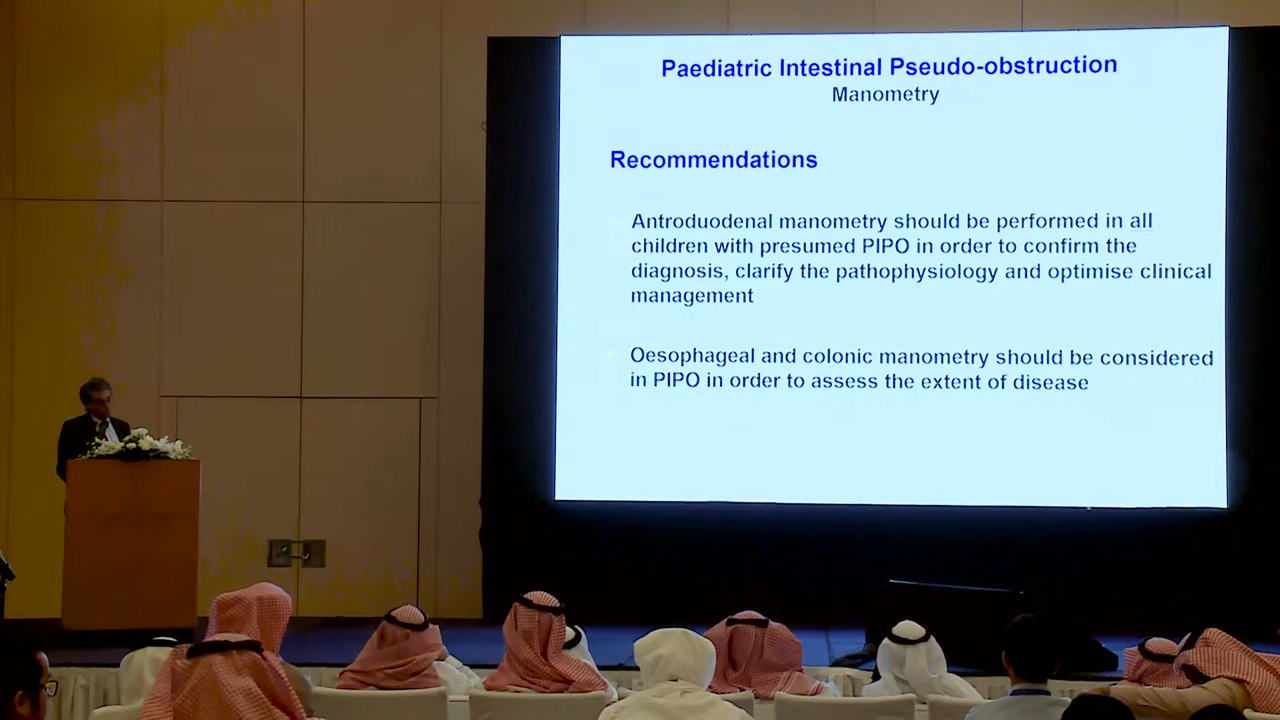 Paediatric Intestinal Pseudo-obstruction
Manometry
Recommendations
Antroduodenal manometry should be performed in all
children with presumed PIPO in order to confirm the
diagnosis, clarify the pathophysiology and optimise clinical
management
Oesophageal and colonic manometry should be considered
in PIPO in order to assess the extent of disease